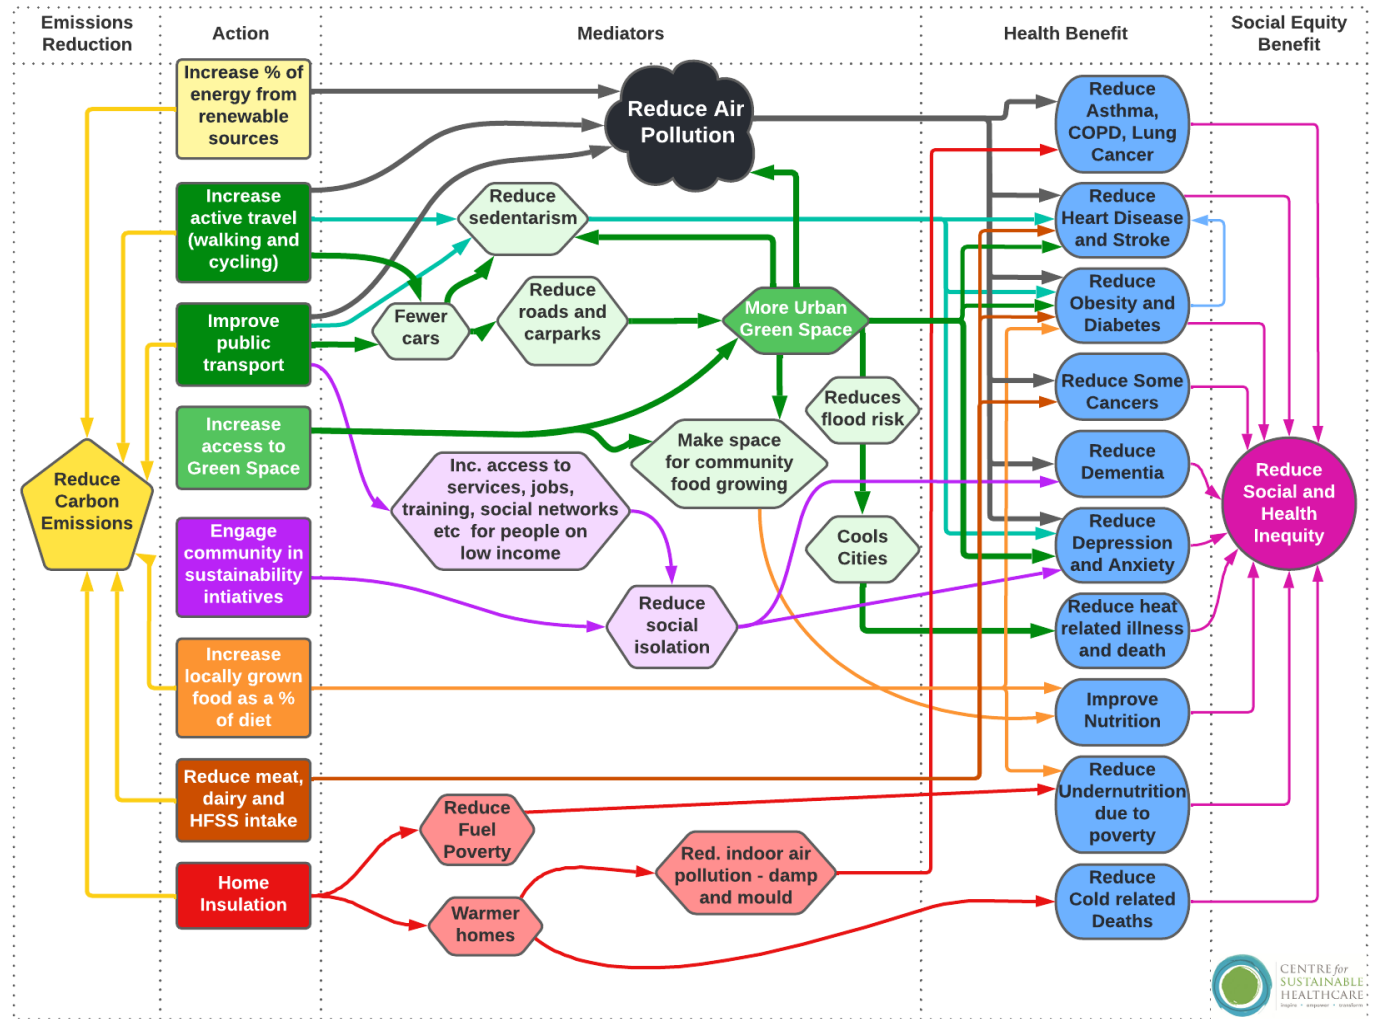 Emissions
Reduction
Action
Mediators
Health Benefit
Social Equity
Benefit
Increase % of
energy from
renewable
sources
Increase
active travel
(walking and
cycling)
Improve
public
transport
Increase
access to
Green Space
Engage
community in
sustainability
intiatives
Increase
locally grown
food as a %
of diet
Reduce meat,
dairy and
HFSS intake
Home
Insulation
Reduce
Carbon
Emissions
Reduce Air
Pollution
Reduce
sedentarism
Fewer
cars
Reduce
roads and
carparks
More Urban
Green Space
Reduces
flood risk
Make space
for community
food growing
Inc. access to
services, jobs,
training, social networks
etc for people on
low income
Cools
Cities
Reduce
social
isolation
Reduce
Fuel
Poverty
Red. indoor air
pollution - damp
and mould
Warmer
homes
Reduce
Asthma,
COPD, Lung
Cancer
Reduce
Heart Disease
and Stroke
Reduce
Obesity and
Diabetes
Reduce Some
Cancers
Reduce
Dementia
Reduce
Depression
and Anxiety
Reduce heat
related illness
and death
Improve
Nutrition
Reduce
Undernutrition
due to
poverty
Reduce
Cold related
Deaths
Reduce
Social and
Health
Inequity
CENTRE for
SUSTAINABLE
HEALTHCARE
inspire • empower • transform